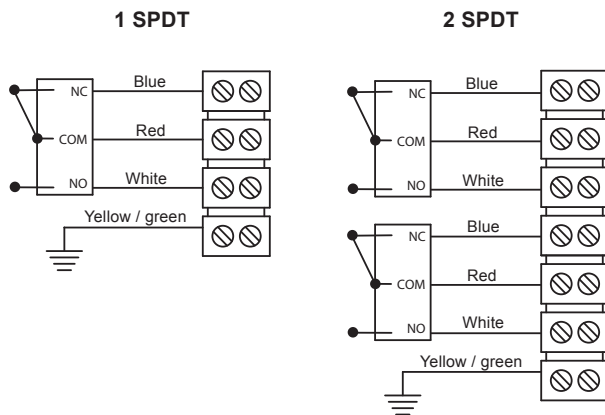 1 SPDT
NC Blue
COM Red
NO White
Yellow / green
2 SPDT
NC Blue
COM Red
NO White
NC Blue
COM Red
NO White
Yellow / green